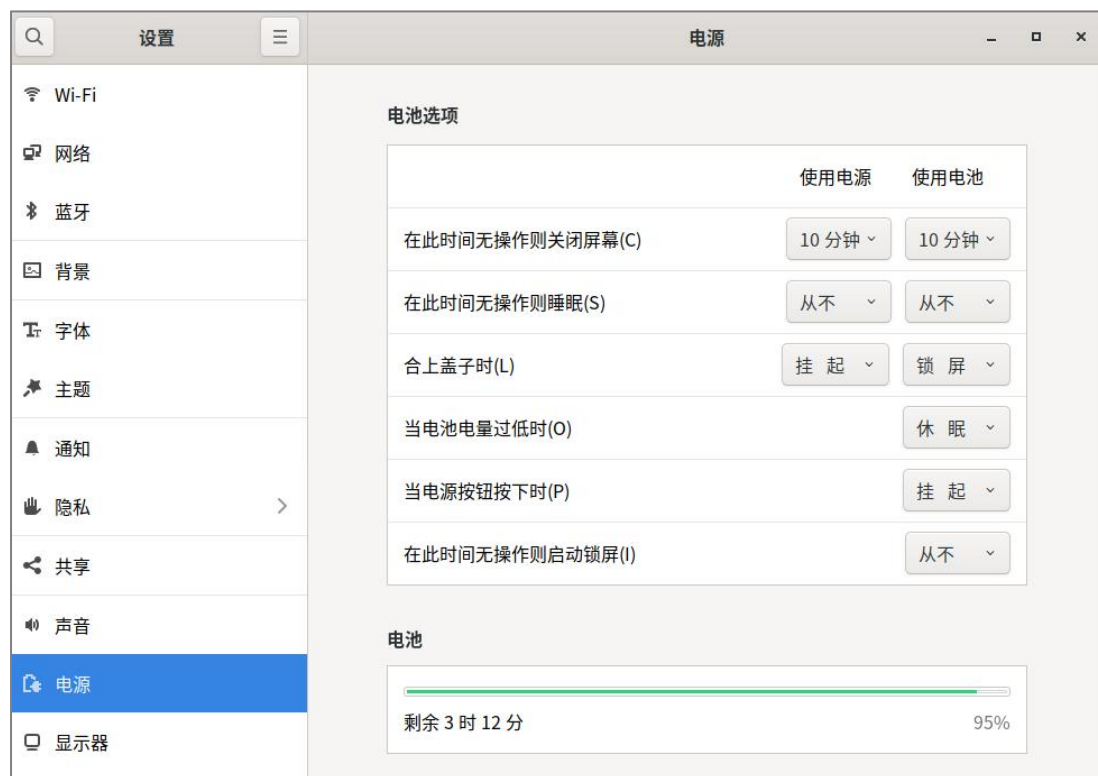 设置
电源
Wi-Fi
网络
蓝牙
背景
字体
主题
通知
隐私
共享
声音
电源
显示器
电池选项
使用电源 使用电池
在此时间无操作则关闭屏幕(C) 10 分钟 10 分钟
在此时间无操作则睡眠(S) 从不 从不
合上盖子时(L) 挂 起 锁 屏
当电池电量过低时(O) 休 眠
当电源按钮按下时(P) 挂 起
在此时间无操作则启动锁屏(I) 从不
电池
剩余 3 时 12 分 95%